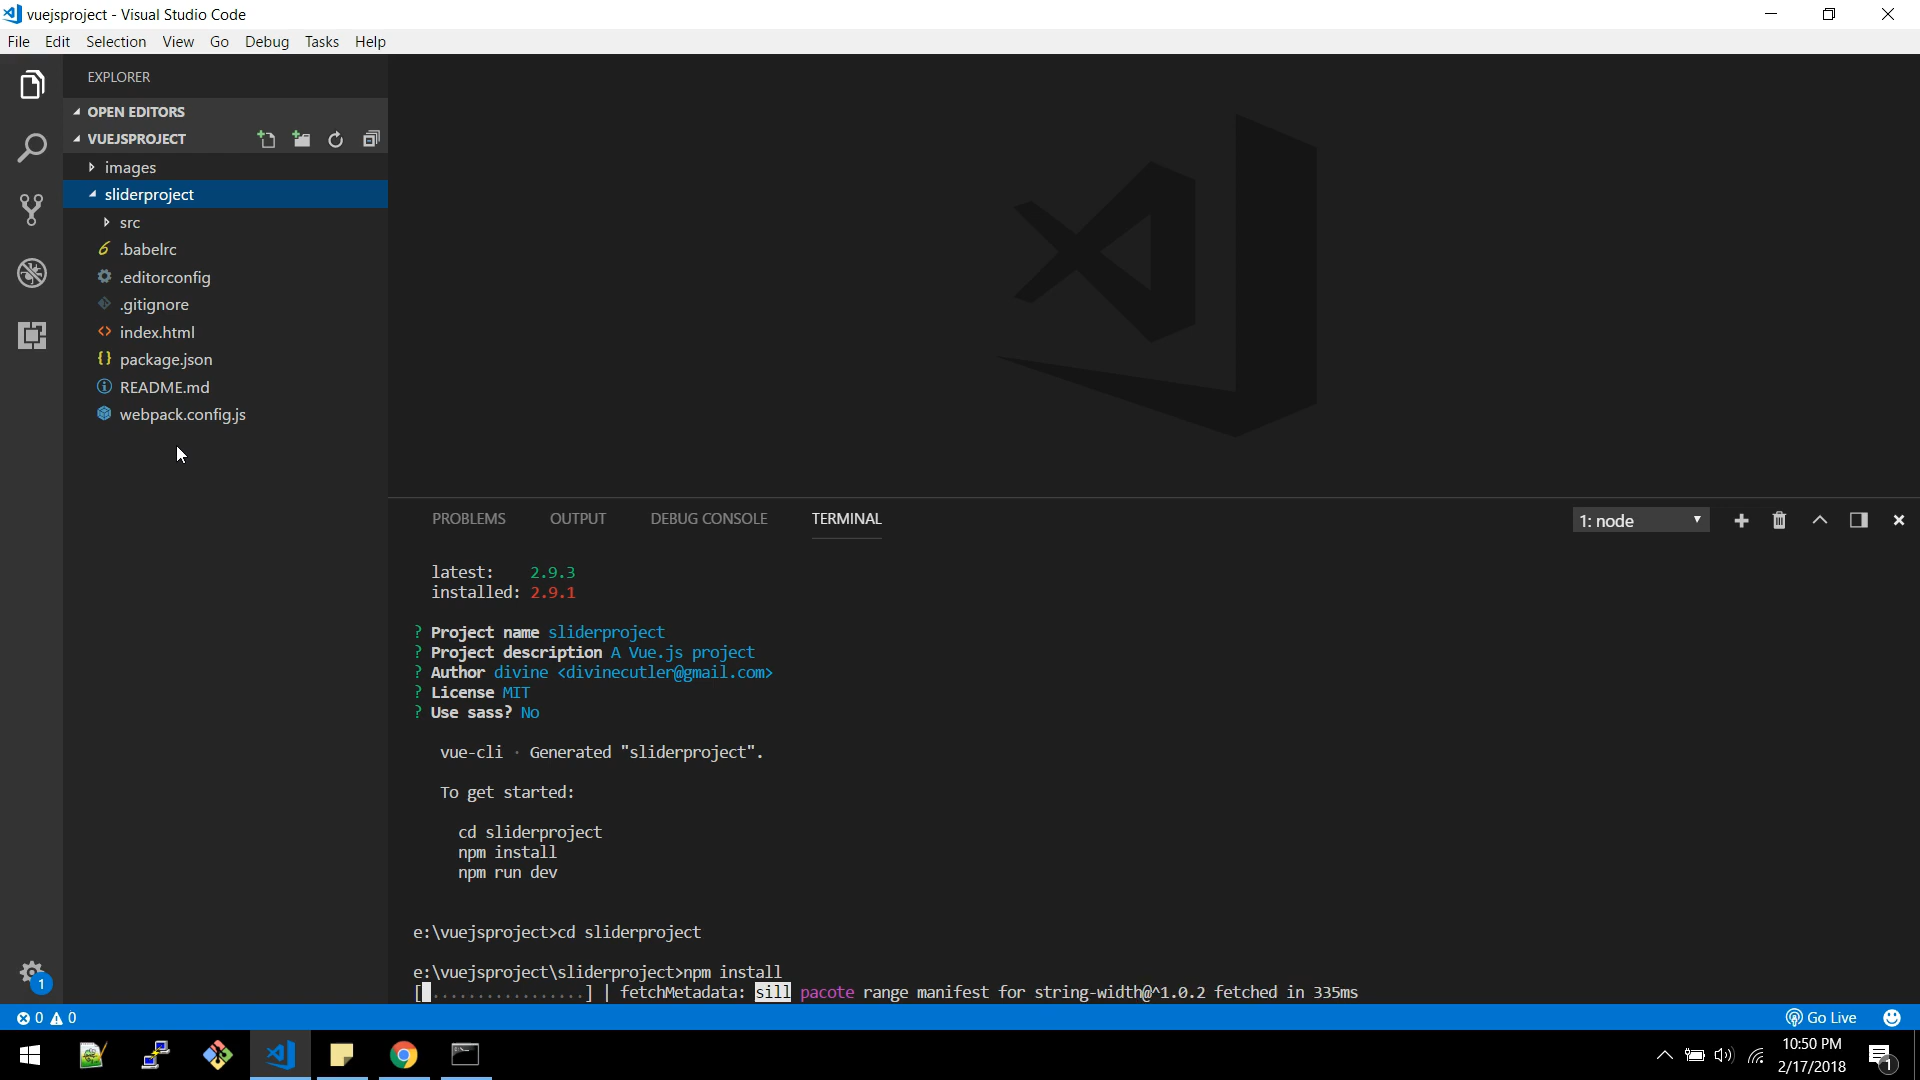 vuejsproject - Visual Studio Code
File Edit Selection View Go Debug Tasks Help
EXPLORER
OPEN EDITORS
VUEJSPROJECT
images
sliderproject
src
.babelrc
.editorconfig
.gitignore
index.html
package.json
README.md
webpack.config.js
PROBLEMS OUTPUT DEBUG CONSOLE TERMINAL
1: node
latest: 2.9.3
installed: 2.9.1
? Project name sliderproject
? Project description A Vue.js project
? Author divine <divinecutler@gmail.com>
? License MIT
? Use sass? No
vue-cli · Generated "sliderproject".
To get started:
cd sliderproject
npm install
npm run dev
e:\vuejsproject>cd sliderproject
e:\vuejsproject\sliderproject>npm install
[ .................] | fetchMetadata: sill pacote range manifest for string-width@^1.0.2 fetched in 335ms
1
0 0
Go Live
10:50 PM
2/17/2018
1